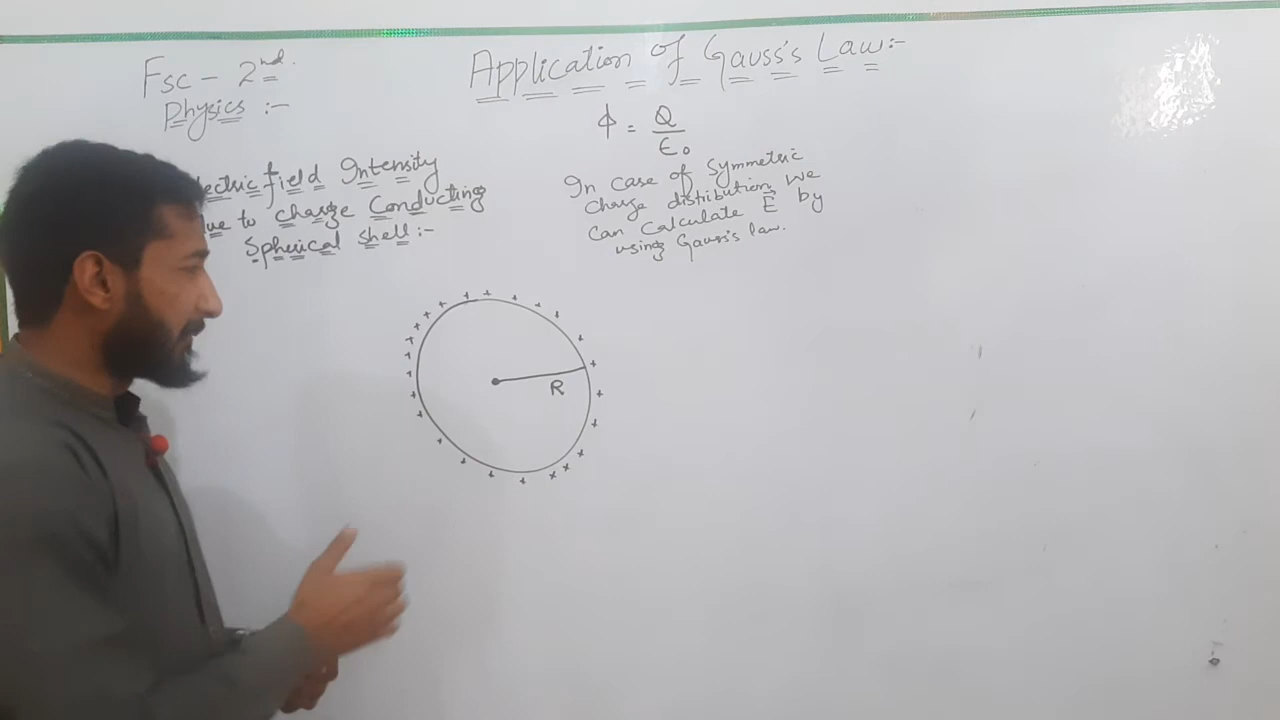 Fsc - 2nd.
Physics :-
Application of Gauss's Law:-
Φ = Q
ε₀
field Intensity
to charge Conducting
Spherical Shell:-
In case of Symmetric
charge distribution, we
can calculate E by
using Gauss's law.
R